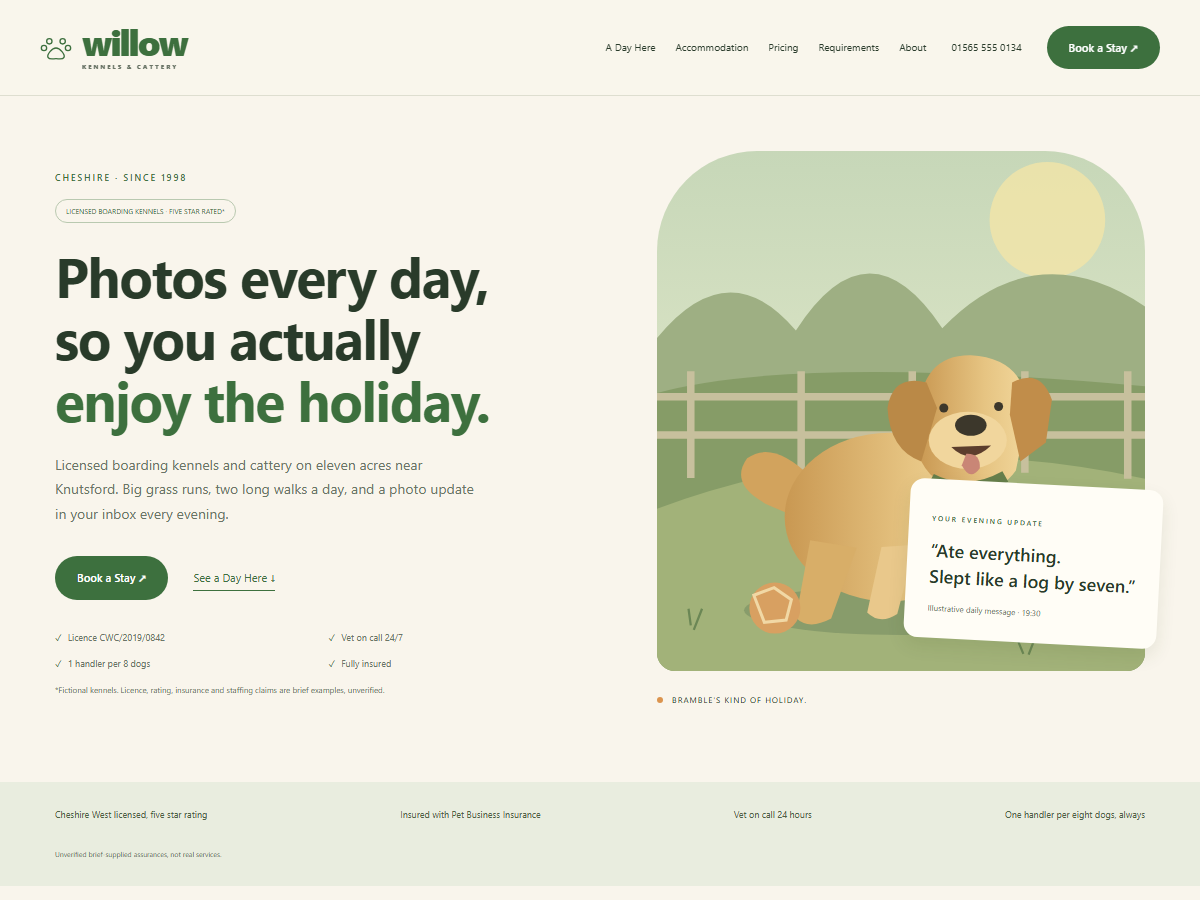 willow
KENNELS & CATTERY
A Day Here
Accommodation
Pricing
Requirements
About
01565 555 0134
Book a Stay ↗
CHESHIRE · SINCE 1998
LICENSED BOARDING KENNELS · FIVE STAR RATED*
Photos every day,
so you actually
enjoy the holiday.
Licensed boarding kennels and cattery on eleven acres near
Knutsford. Big grass runs, two long walks a day, and a photo update
in your inbox every evening.
Book a Stay ↗
See a Day Here ↓
✓ Licence CWC/2019/0842
✓ Vet on call 24/7
✓ 1 handler per 8 dogs
✓ Fully insured
*Fictional kennels. Licence, rating, insurance and staffing claims are brief examples, unverified.
YOUR EVENING UPDATE
“Ate everything.
Slept like a log by seven.”
Illustrative daily message · 19:30
BRAMBLE'S KIND OF HOLIDAY.
Cheshire West licensed, five star rating
Insured with Pet Business Insurance
Vet on call 24 hours
One handler per eight dogs, always
Unverified brief-supplied assurances, not real services.